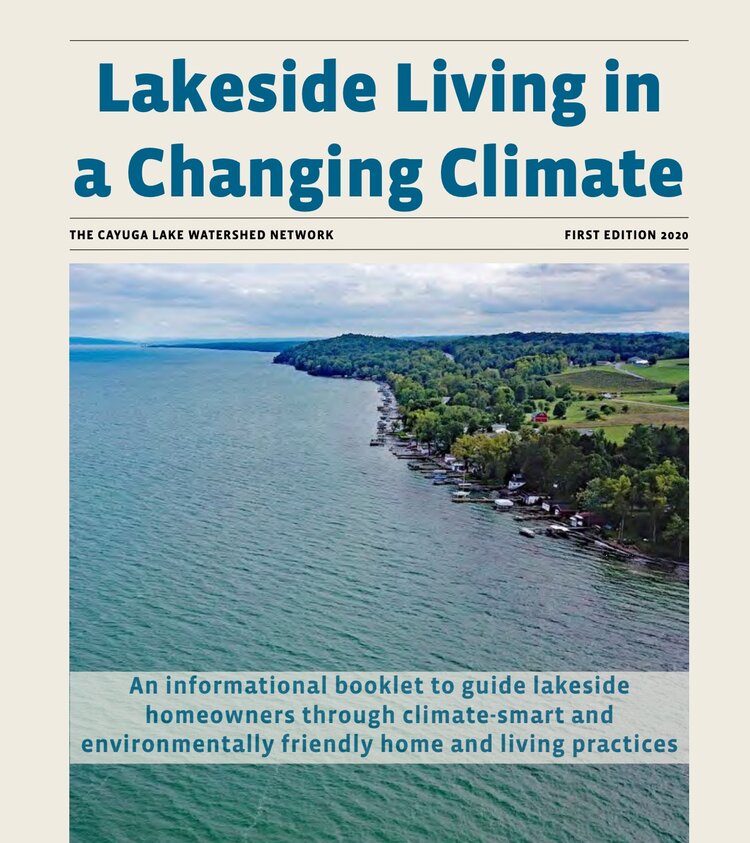 Lakeside Living in
a Changing Climate
THE CAYUGA LAKE WATERSHED NETWORK
FIRST EDITION 2020
An informational booklet to guide lakeside
homeowners through climate-smart and
environmentally friendly home and living practices